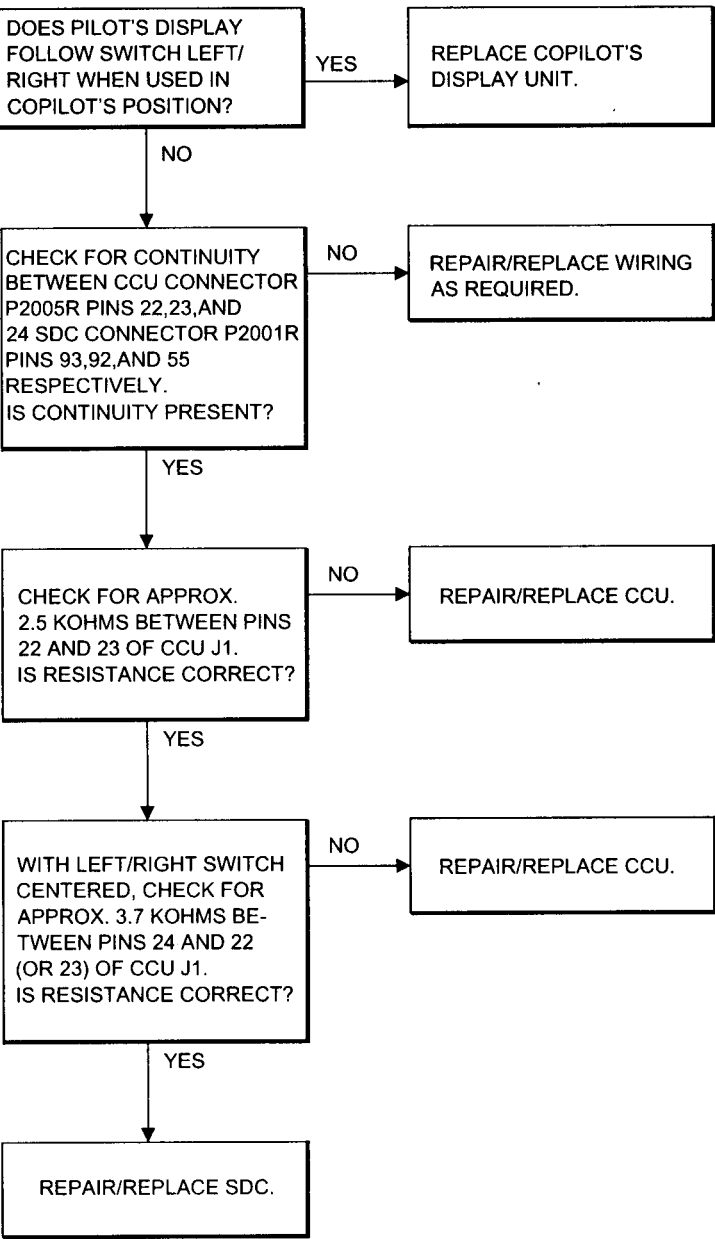 DOES PILOT'S DISPLAY
FOLLOW SWITCH LEFT/
RIGHT WHEN USED IN
COPILOT'S POSITION?
YES
REPLACE COPILOT'S
DISPLAY UNIT.
NO
CHECK FOR CONTINUITY
BETWEEN CCU CONNECTOR
P2005R PINS 22,23,AND
24 SDC CONNECTOR P2001R
PINS 93,92,AND 55
RESPECTIVELY.
IS CONTINUITY PRESENT?
NO
REPAIR/REPLACE WIRING
AS REQUIRED.
YES
CHECK FOR APPROX.
2.5 KOHMS BETWEEN PINS
22 AND 23 OF CCU J1.
IS RESISTANCE CORRECT?
NO
REPAIR/REPLACE CCU.
YES
WITH LEFT/RIGHT SWITCH
CENTERED, CHECK FOR
APPROX. 3.7 KOHMS BE-
TWEEN PINS 24 AND 22
(OR 23) OF CCU J1.
IS RESISTANCE CORRECT?
NO
REPAIR/REPLACE CCU.
YES
REPAIR/REPLACE SDC.